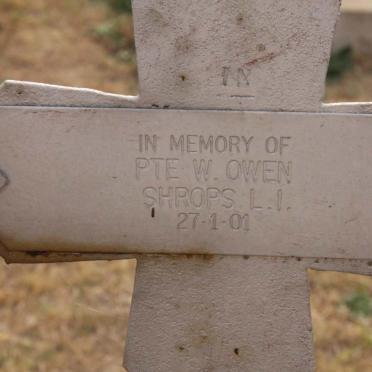 IN MEMORY OF
PTE W. OWEN
SHROPS. L.I.
27-1-01